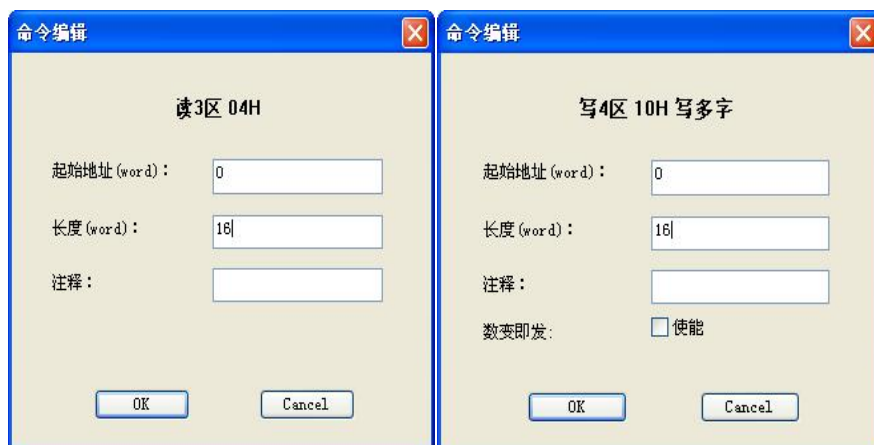 命令编辑
读3区 04H
起始地址(word)：
0
长度(word)：
16
注释：
OK
Cancel
命令编辑
写4区 10H 写多字
起始地址(word)：
0
长度(word)：
16
注释：
数变即发:
使能
OK
Cancel